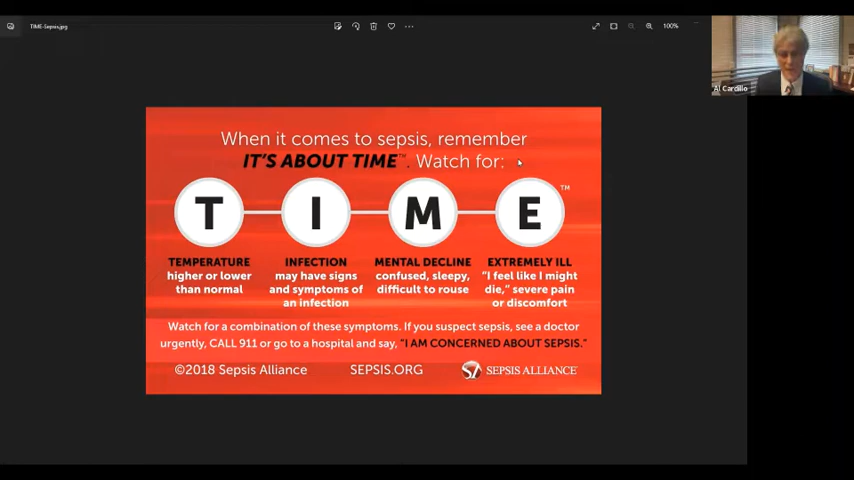 TIME-Sepsis.jpg
100%
Al Cardillo
When it comes to sepsis, remember
IT'S ABOUT TIME™. Watch for:
T I M E ™
TEMPERATURE
higher or lower
than normal
INFECTION
may have signs
and symptoms of
an infection
MENTAL DECLINE
confused, sleepy,
difficult to rouse
EXTREMELY ILL
"I feel like I might
die," severe pain
or discomfort
Watch for a combination of these symptoms. If you suspect sepsis, see a doctor
urgently, CALL 911 or go to a hospital and say, "I AM CONCERNED ABOUT SEPSIS."
©2018 Sepsis Alliance SEPSIS.ORG SEPSIS ALLIANCE